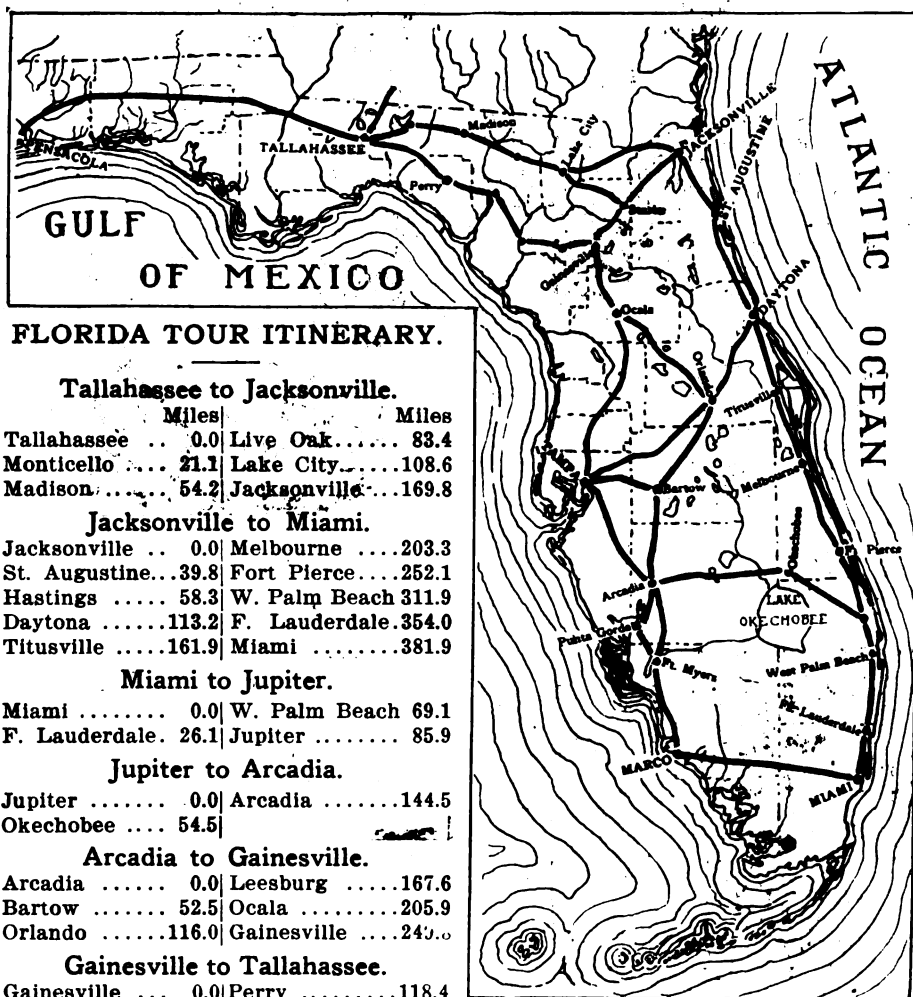 PENSACOLA
TALLAHASSEE
Madison
Lake City
JACKSONVILLE
ST. AUGUSTINE
Perry
Gainesville
Ocala
DAYTONA
Orlando
Titusville
TAMPA
Bartow
Melbourne
Okechobee
Ft. Pierce
Arcadia
LAKE
OKECHOBEE
Punta Gorda
Ft. Myers
West Palm Beach
Ft. Lauderdale
MARCO
MIAMI
GULF
OF MEXICO
ATLANTIC OCEAN
FLORIDA TOUR ITINERARY.
Tallahassee to Jacksonville.
Miles| Miles
Tallahassee .. 0.0| Live Oak...... 83.4
Monticello .... 21.1| Lake City......108.6
Madison ...... 54.2| Jacksonville ...169.8
Jacksonville to Miami.
Jacksonville .. 0.0| Melbourne ....203.3
St. Augustine...39.8| Fort Pierce....252.1
Hastings ..... 58.3| W. Palm Beach 311.9
Daytona ......113.2| F. Lauderdale.354.0
Titusville .....161.9| Miami ........381.9
Miami to Jupiter.
Miami ........ 0.0| W. Palm Beach 69.1
F. Lauderdale. 26.1| Jupiter ........ 85.9
Jupiter to Arcadia.
Jupiter ....... 0.0| Arcadia .......144.5
Okechobee .... 54.5|
Arcadia to Gainesville.
Arcadia ...... 0.0| Leesburg .....167.6
Bartow ....... 52.5| Ocala .........205.9
Orlando ......116.0| Gainesville ....
Gainesville to Tallahassee.
Gainesville ... 0.0| Perry .........118.4